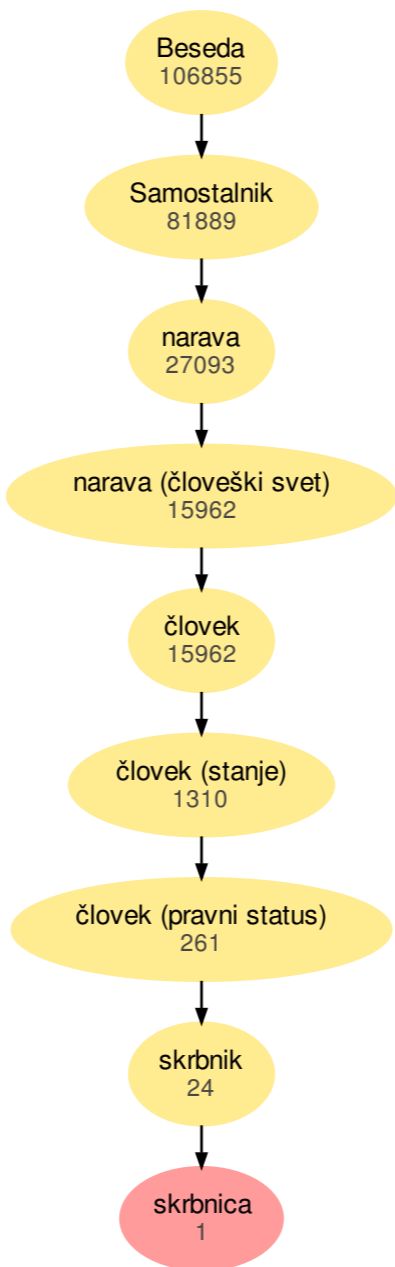 Beseda
106855
Samostalnik
81889
narava
27093
narava (človeški svet)
15962
človek
15962
človek (stanje)
1310
človek (pravni status)
261
skrbnik
24
skrbnica
1